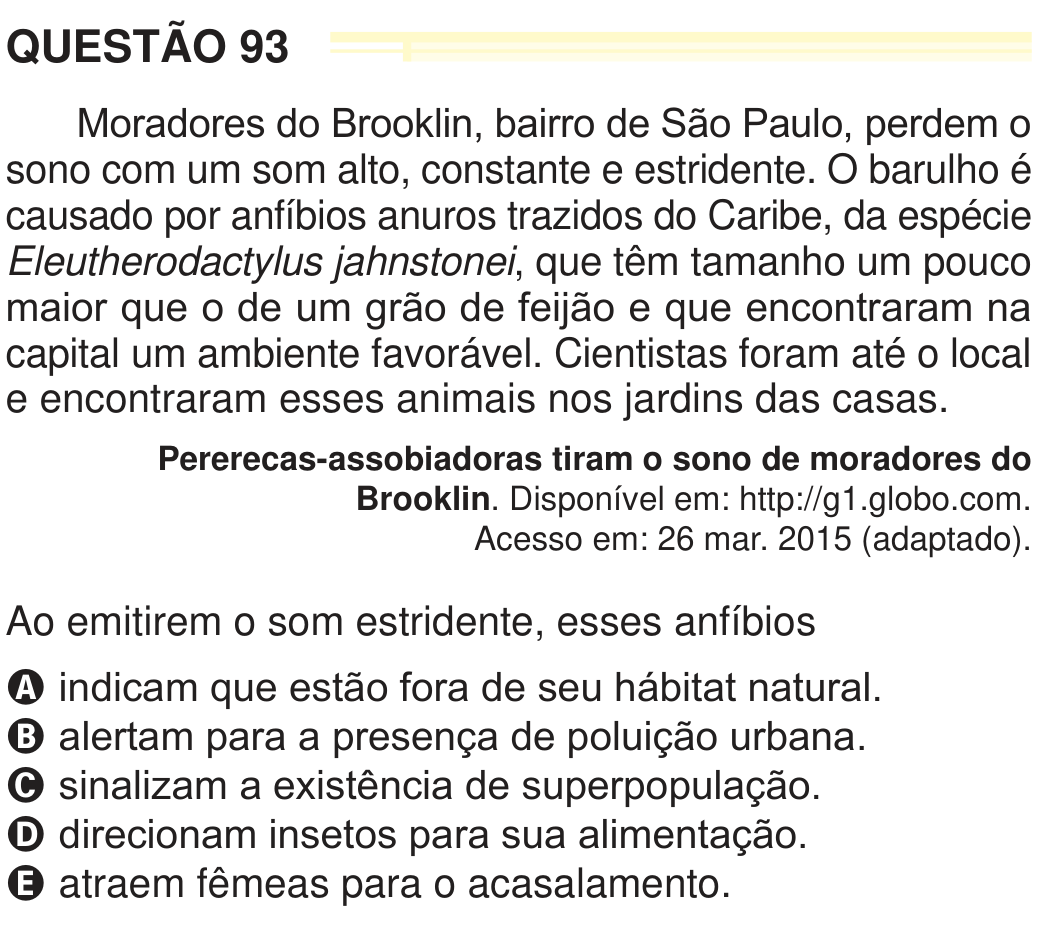 QUESTÃO 93
Moradores do Brooklin, bairro de São Paulo, perdem o
sono com um som alto, constante e estridente. O barulho é
causado por anfíbios anuros trazidos do Caribe, da espécie
Eleutherodactylus jahnstonei, que têm tamanho um pouco
maior que o de um grão de feijão e que encontraram na
capital um ambiente favorável. Cientistas foram até o local
e encontraram esses animais nos jardins das casas.
Pererecas-assobiadoras tiram o sono de moradores do
Brooklin. Disponível em: http://g1.globo.com.
Acesso em: 26 mar. 2015 (adaptado).
Ao emitirem o som estridente, esses anfíbios
A indicam que estão fora de seu hábitat natural.
B alertam para a presença de poluição urbana.
C sinalizam a existência de superpopulação.
D direcionam insetos para sua alimentação.
E atraem fêmeas para o acasalamento.